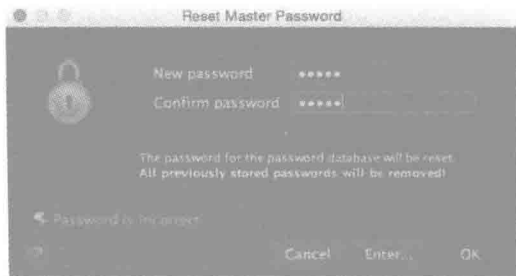 Reset Master Password
New password •••••
Confirm password •••••
The password for the password database will be reset.
All previously stored passwords will be removed!
Password is incorrect
? Cancel Enter... OK